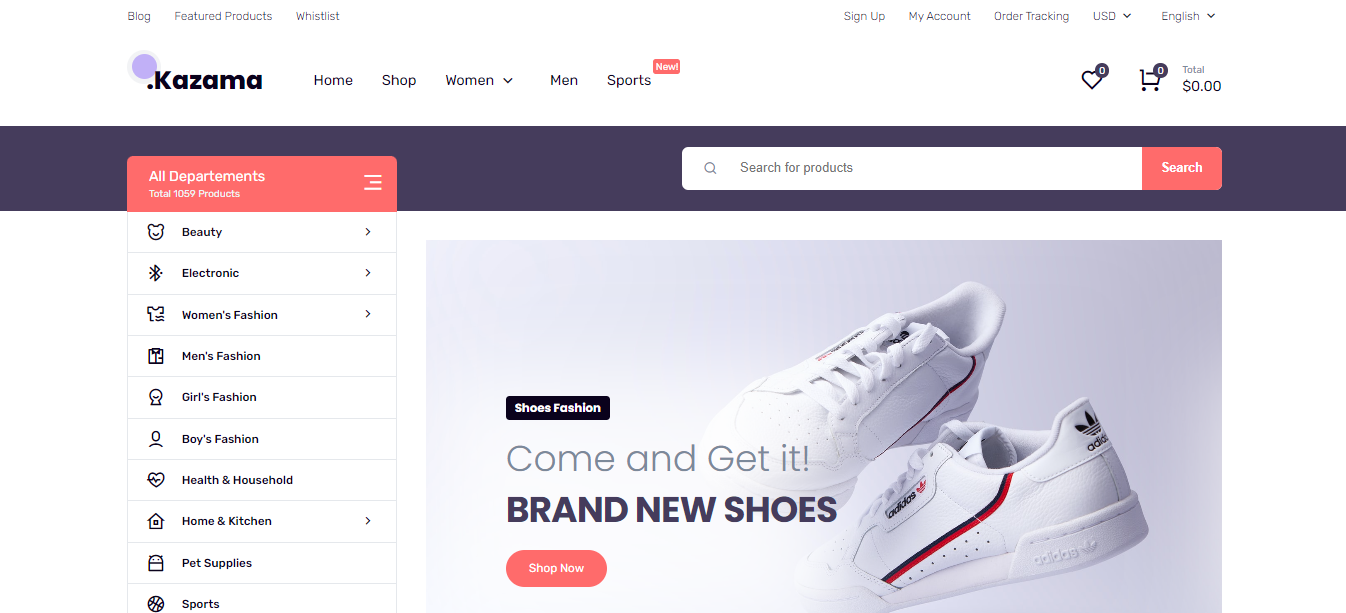 Blog Featured Products Whistlist Sign Up My Account Order Tracking USD English
.Kazama Home Shop Women Men Sports New! 0 0 Total
$0.00
All Departements
Total 1059 Products
Search for products Search
Beauty
Electronic
Women's Fashion
Men's Fashion
Girl's Fashion
Boy's Fashion
Health & Household
Home & Kitchen
Pet Supplies
Sports
Shoes Fashion
Come and Get it!
BRAND NEW SHOES
Shop Now
adidas
adidas
adidas